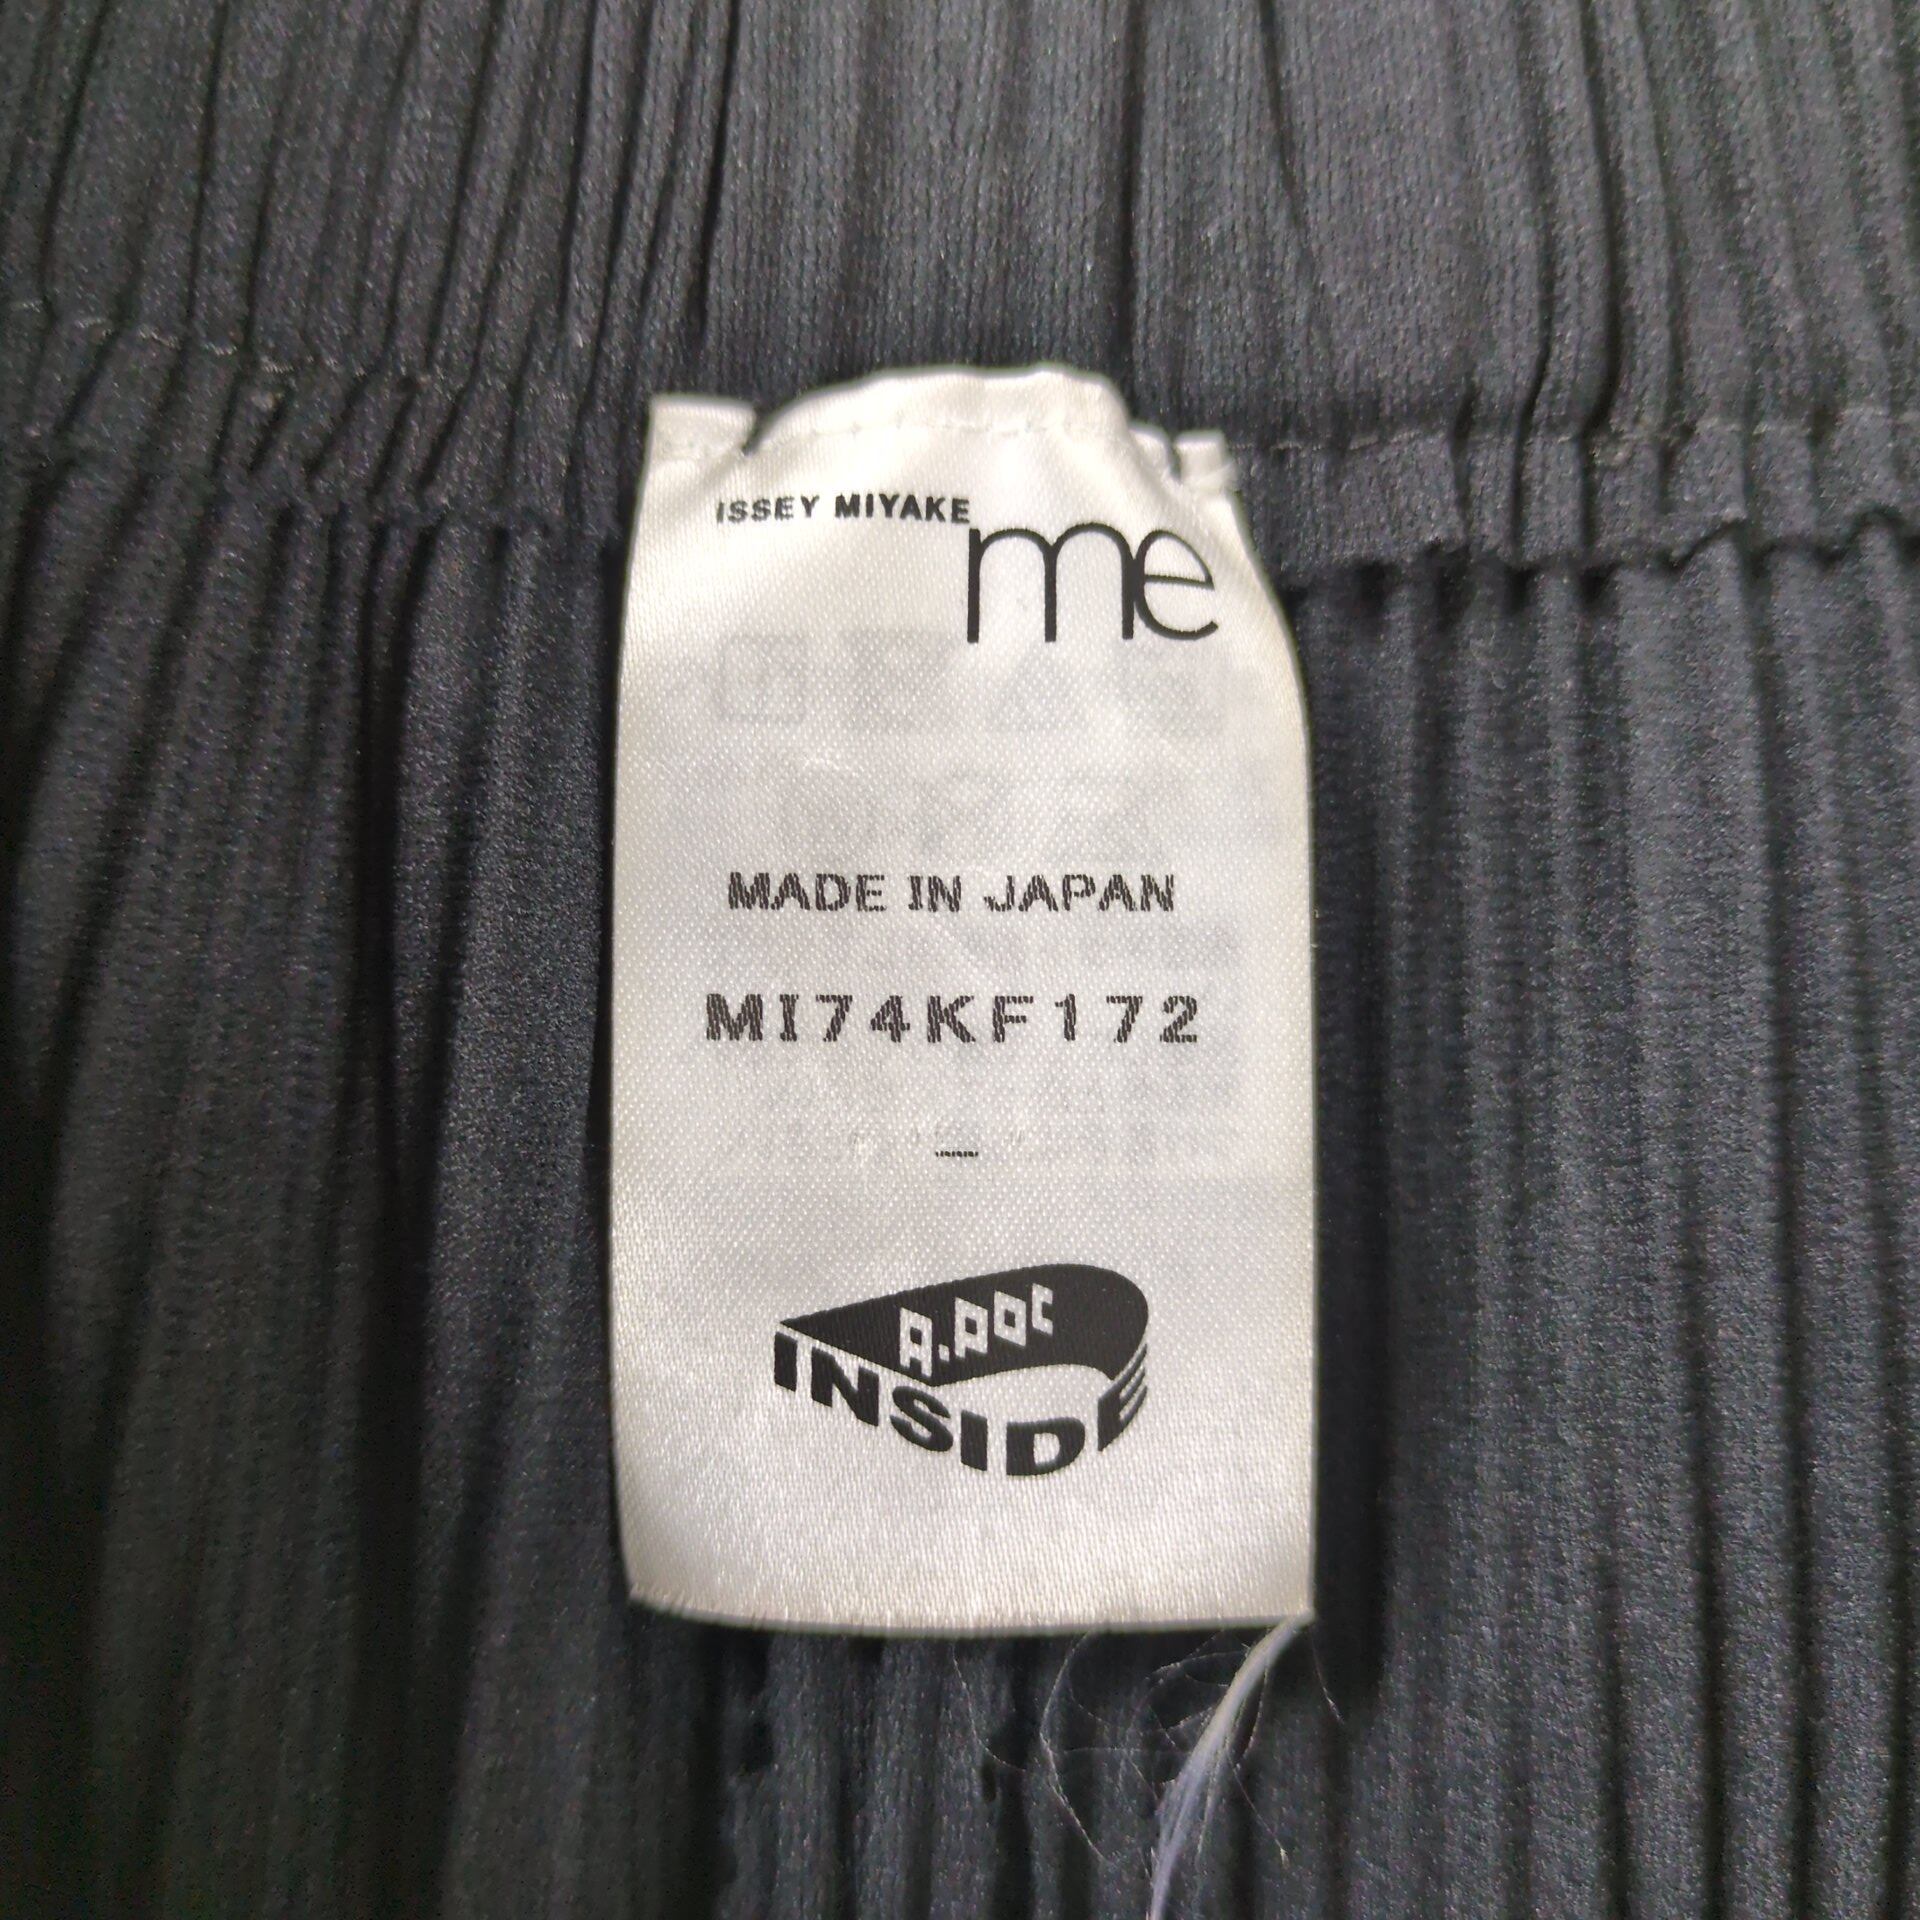 ISSEY MIYAKE
me
MADE IN JAPAN
MI74KF172
–
A.POC
INSIDE